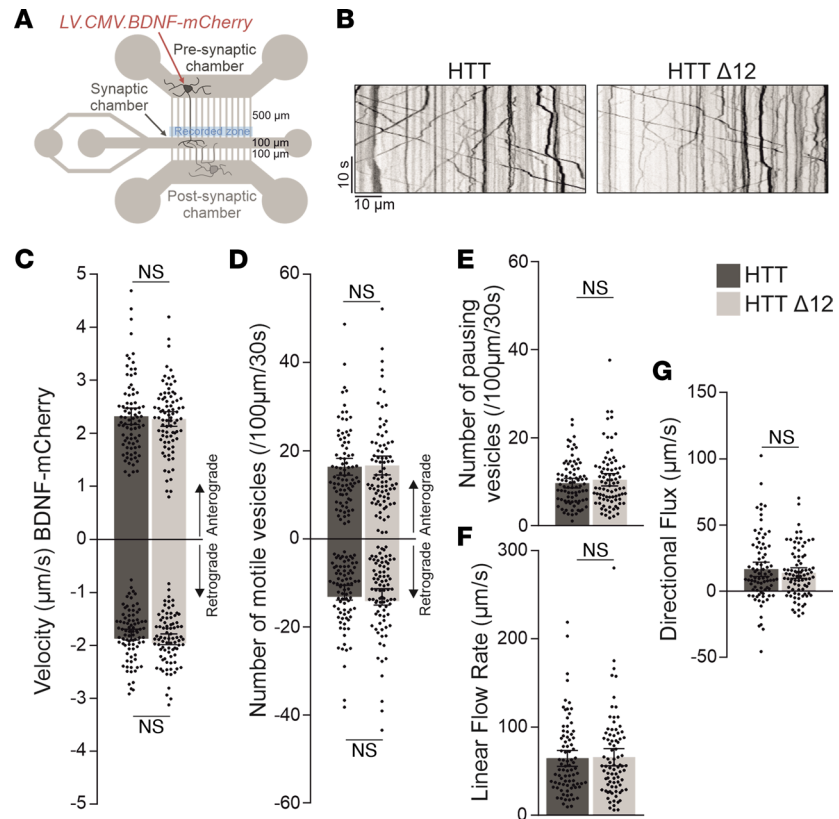 A
LV.CMV.BDNF-mCherry
Pre-synaptic
chamber
Synaptic
chamber
500 µm
Recorded zone
100 µm
100 µm
Post-synaptic
chamber
B
HTT
HTT Δ12
10 s
10 µm
C
Velocity (µm/s) BDNF-mCherry
5
4
3
2
1
0
-1
-2
-3
-4
-5
NS
NS
Retrograde Anterograde
D
Number of motile vesicles (/100µm/30s)
60
40
20
0
-20
-40
-60
NS
NS
Retrograde Anterograde
E
Number of pausing
vesicles (/100µm/30s)
60
40
20
0
NS
HTT
HTT Δ12
F
Linear Flow Rate (µm/s)
300
200
100
0
NS
G
Directional Flux (µm/s)
150
100
50
0
-50
NS